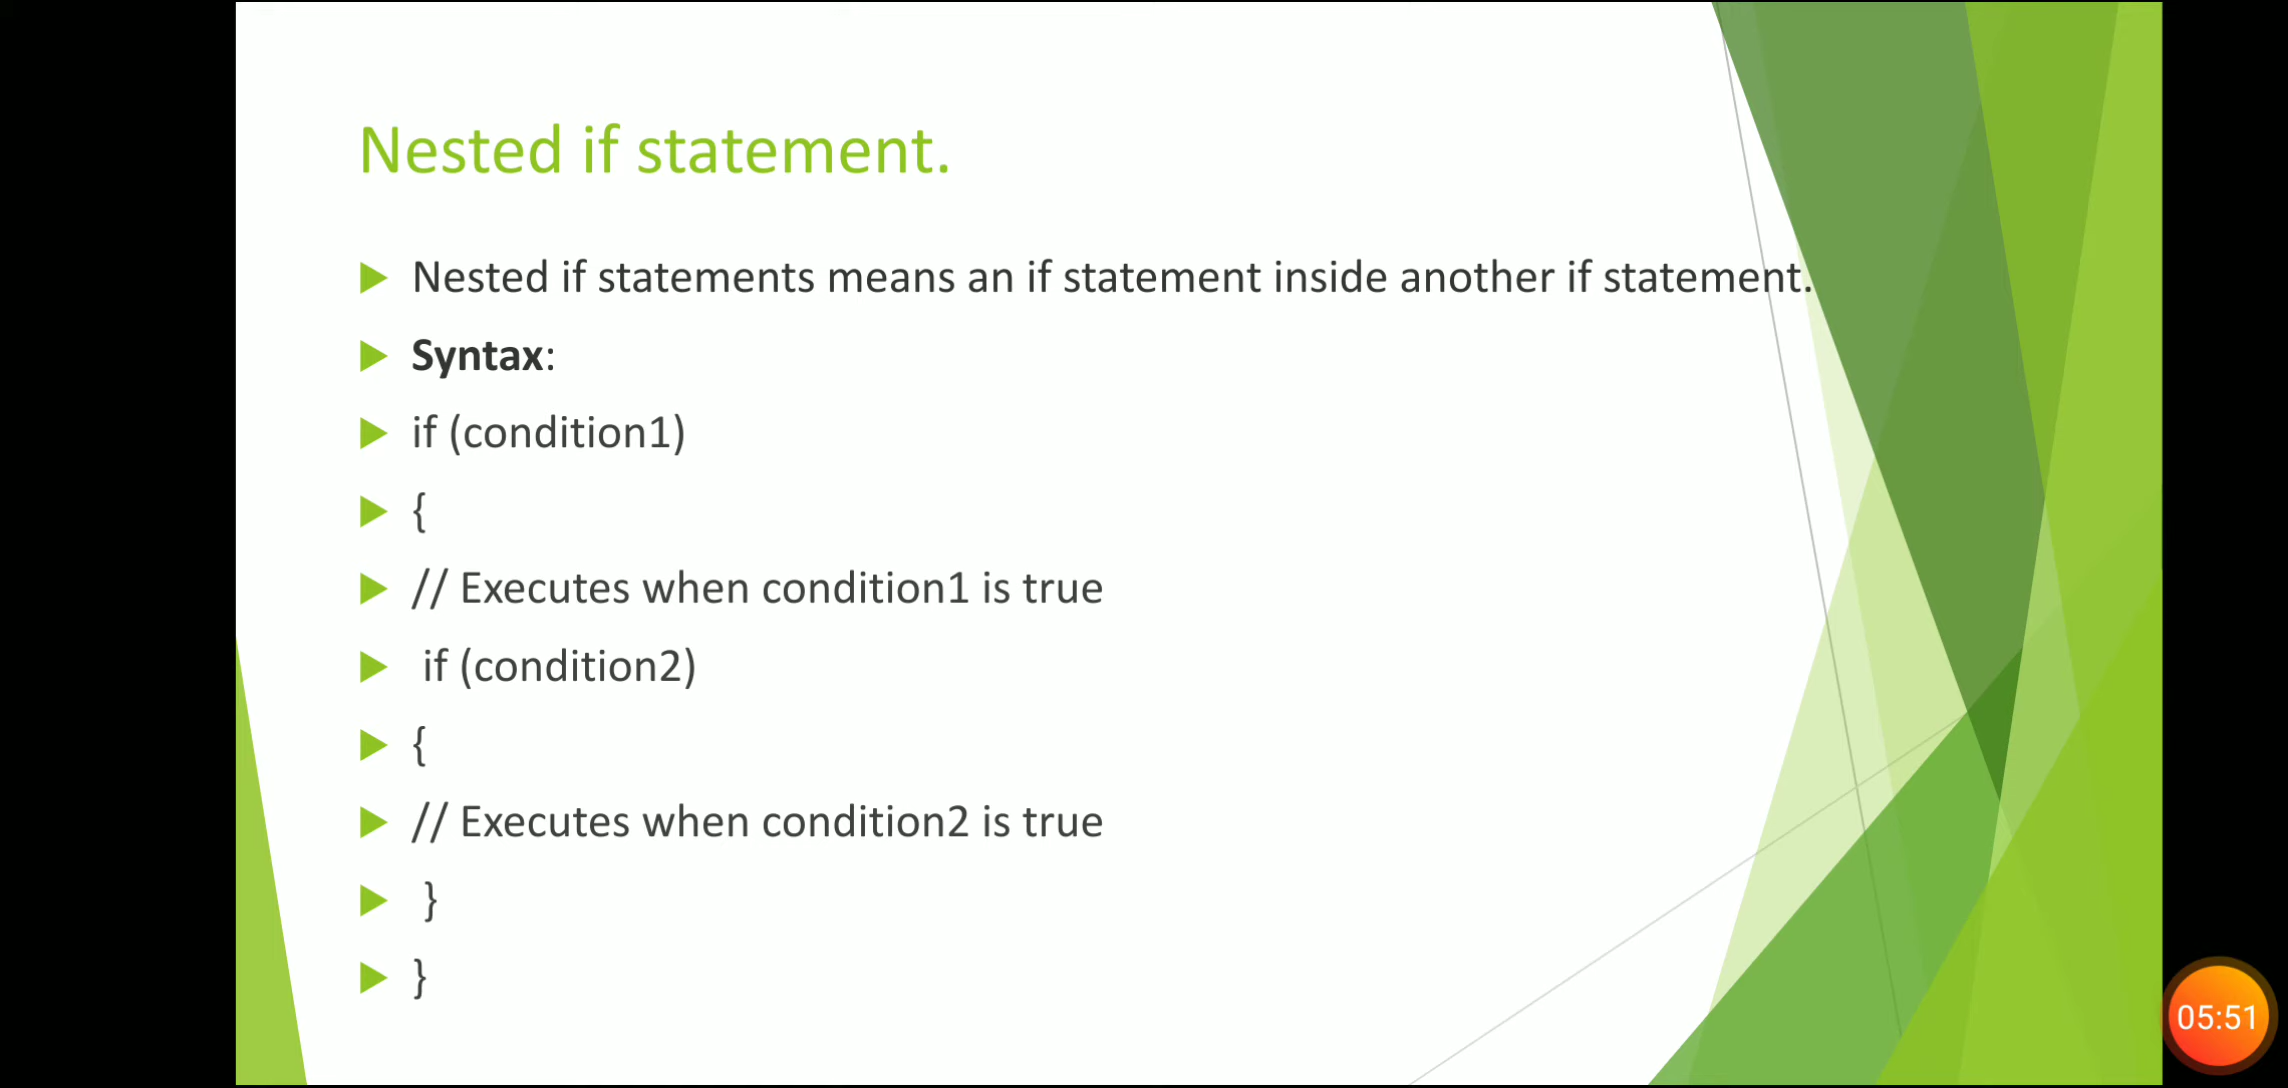 Nested if statement.
Nested if statements means an if statement inside another if statement.
Syntax:
if (condition1)
{
// Executes when condition1 is true
if (condition2)
{
// Executes when condition2 is true
}
}
05:51